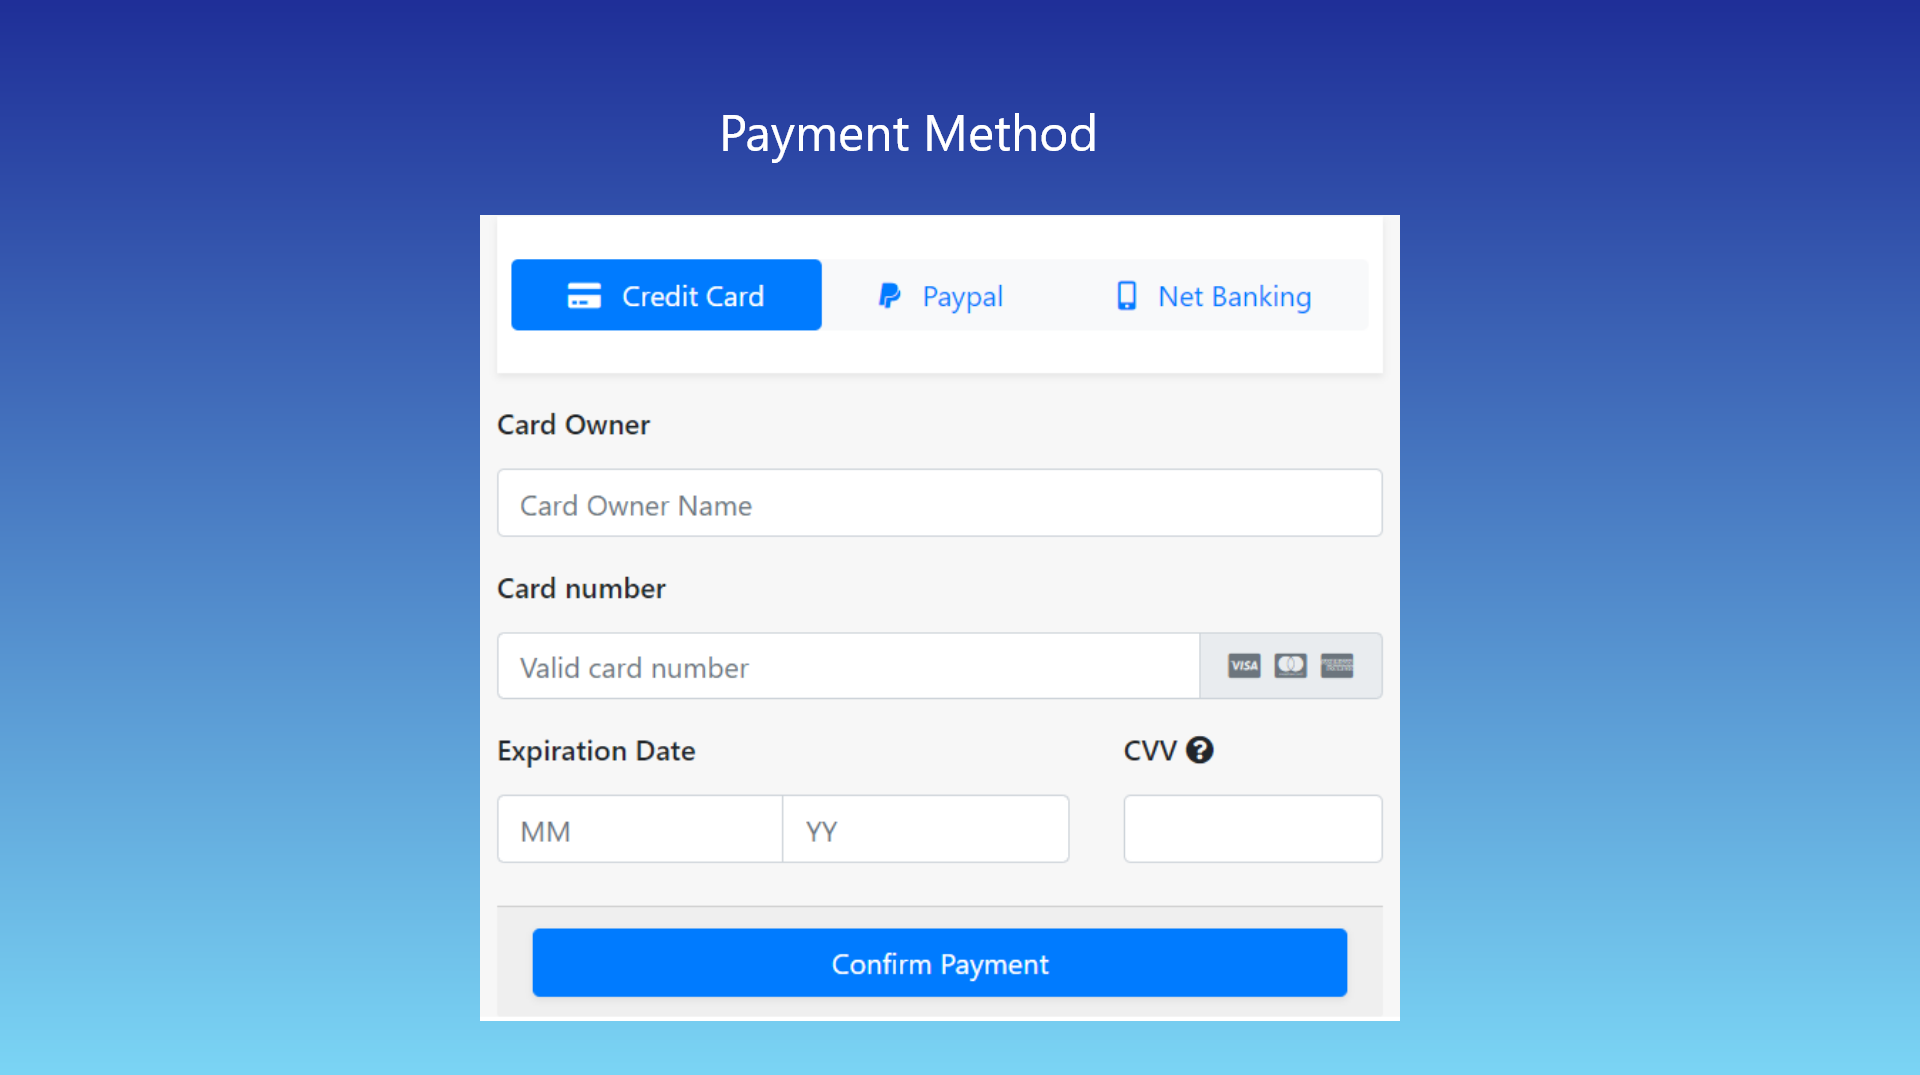 Payment Method
Credit Card Paypal Net Banking
Card Owner
Card Owner Name
Card number
Valid card number VISA
Expiration Date CVV ?
MM YY
Confirm Payment